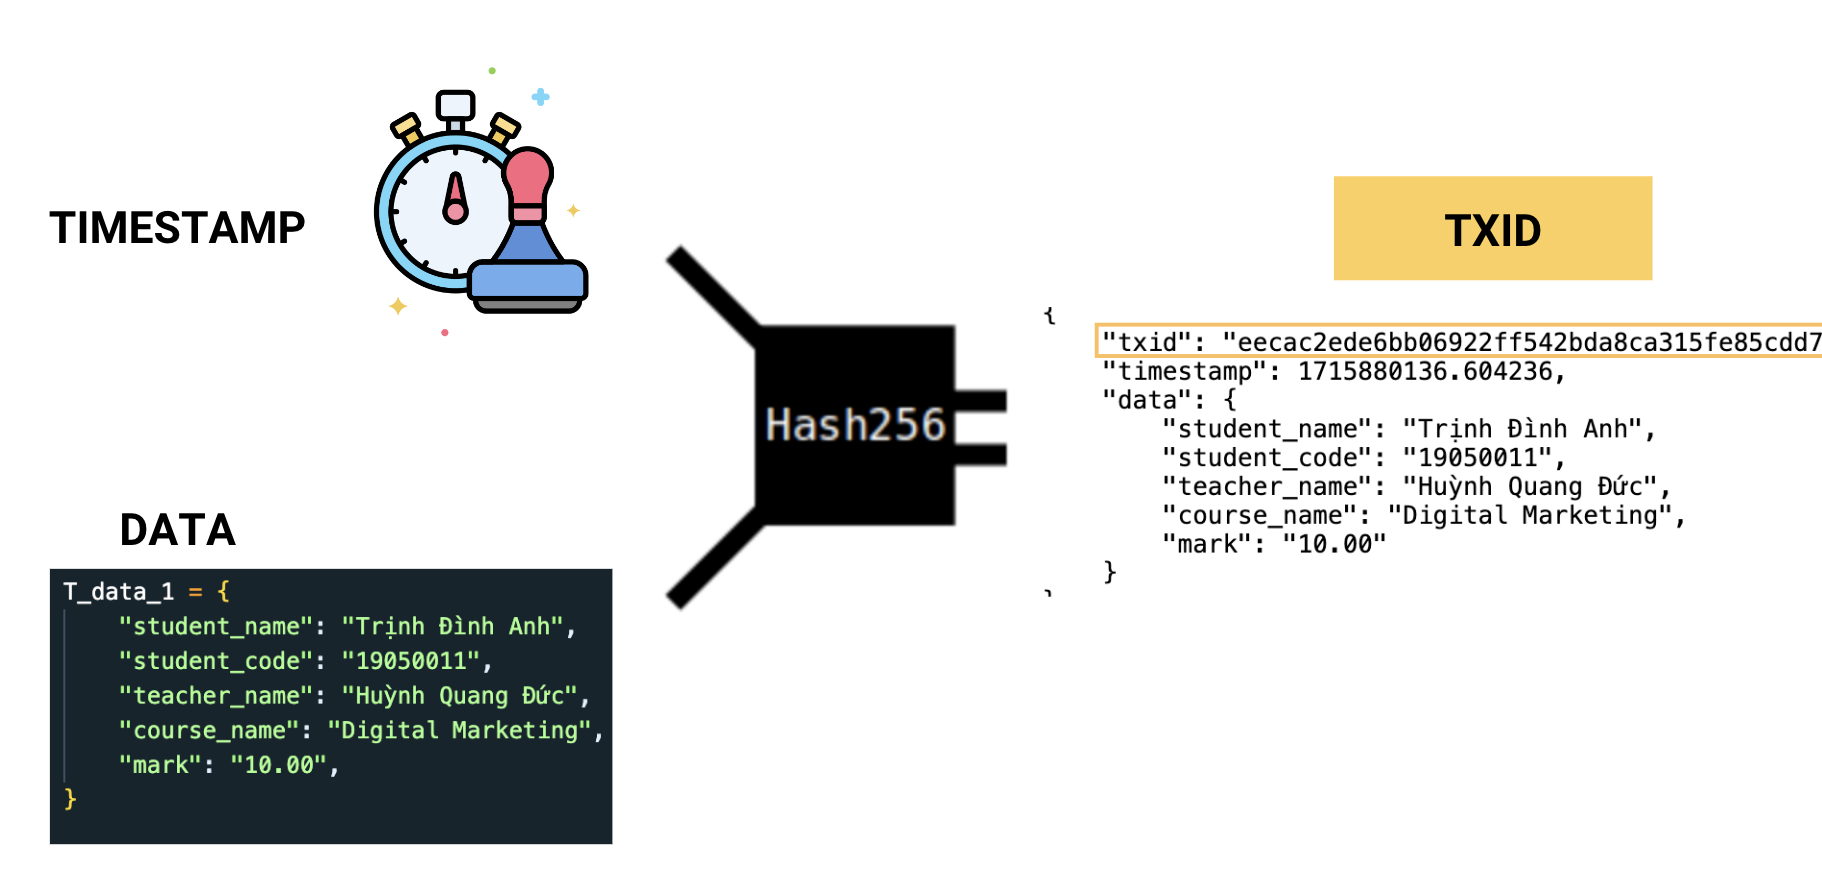 TIMESTAMP
DATA
T_data_1 = {
"student_name": "Trịnh Đình Anh",
"student_code": "19050011",
"teacher_name": "Huỳnh Quang Đức",
"course_name": "Digital Marketing",
"mark": "10.00",
}
Hash256
TXID
{
"txid": "eecac2ede6bb06922ff542bda8ca315fe85cdd7
"timestamp": 1715880136.604236,
"data": {
"student_name": "Trịnh Đình Anh",
"student_code": "19050011",
"teacher_name": "Huỳnh Quang Đức",
"course_name": "Digital Marketing",
"mark": "10.00"
}
}